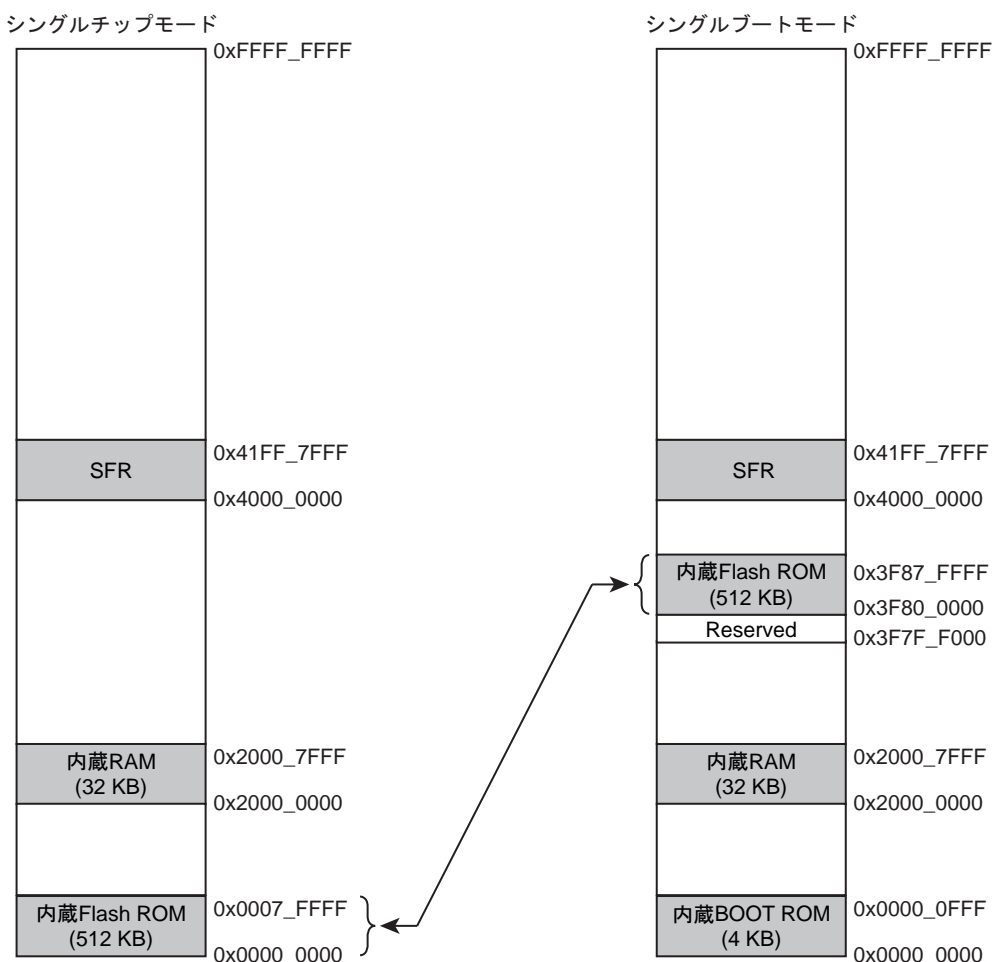 シングルチップモード
0xFFFF_FFFF
SFR
0x41FF_7FFF
0x4000_0000
内蔵RAM
(32 KB)
0x2000_7FFF
0x2000_0000
内蔵Flash ROM
(512 KB)
0x0007_FFFF
0x0000_0000
シングルブートモード
0xFFFF_FFFF
SFR
0x41FF_7FFF
0x4000_0000
内蔵Flash ROM
(512 KB)
0x3F87_FFFF
0x3F80_0000
Reserved
0x3F7F_F000
内蔵RAM
(32 KB)
0x2000_7FFF
0x2000_0000
内蔵BOOT ROM
(4 KB)
0x0000_0FFF
0x0000_0000